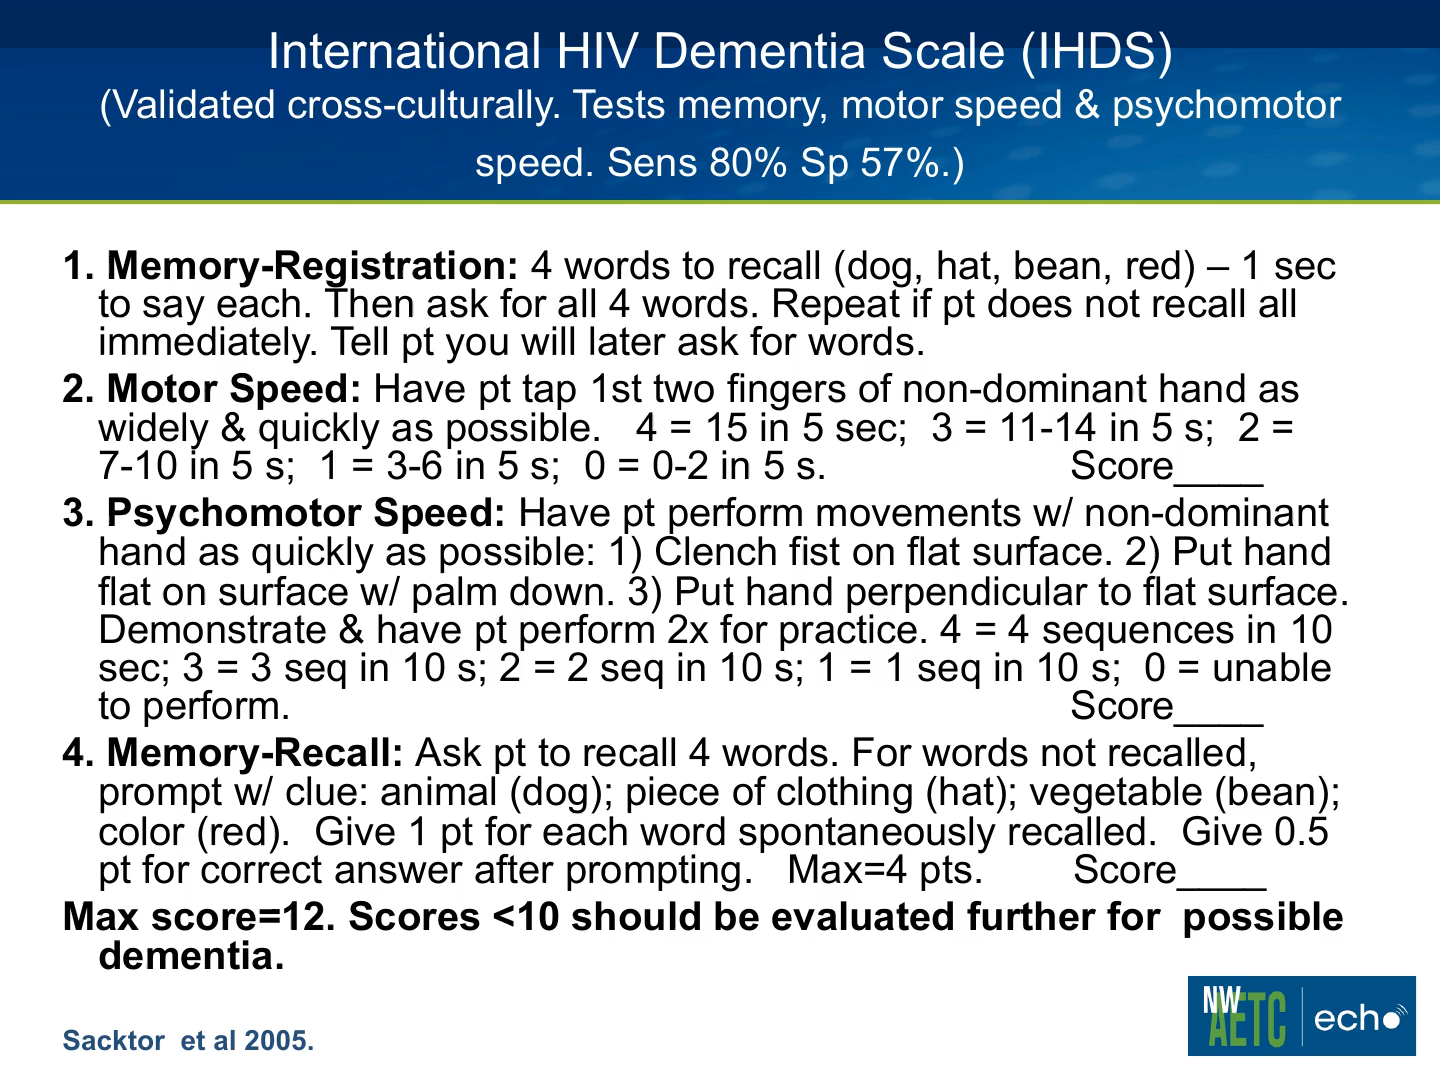 International HIV Dementia Scale (IHDS)
(Validated cross-culturally. Tests memory, motor speed & psychomotor
speed. Sens 80% Sp 57%.)
1. Memory-Registration: 4 words to recall (dog, hat, bean, red) – 1 sec
to say each. Then ask for all 4 words. Repeat if pt does not recall all
immediately. Tell pt you will later ask for words.
2. Motor Speed: Have pt tap 1st two fingers of non-dominant hand as
widely & quickly as possible.   4 = 15 in 5 sec;  3 = 11-14 in 5 s;  2 =
7-10 in 5 s;  1 = 3-6 in 5 s;  0 = 0-2 in 5 s.    Score____
3. Psychomotor Speed: Have pt perform movements w/ non-dominant
hand as quickly as possible: 1) Clench fist on flat surface. 2) Put hand
flat on surface w/ palm down. 3) Put hand perpendicular to flat surface.
Demonstrate & have pt perform 2x for practice. 4 = 4 sequences in 10
sec; 3 = 3 seq in 10 s; 2 = 2 seq in 10 s; 1 = 1 seq in 10 s;  0 = unable
to perform.    Score____
4. Memory-Recall: Ask pt to recall 4 words. For words not recalled,
prompt w/ clue: animal (dog); piece of clothing (hat); vegetable (bean);
color (red).  Give 1 pt for each word spontaneously recalled.  Give 0.5
pt for correct answer after prompting.   Max=4 pts.    Score____
Max score=12. Scores <10 should be evaluated further for  possible
dementia.
Sacktor  et al 2005.
NW AETC echo